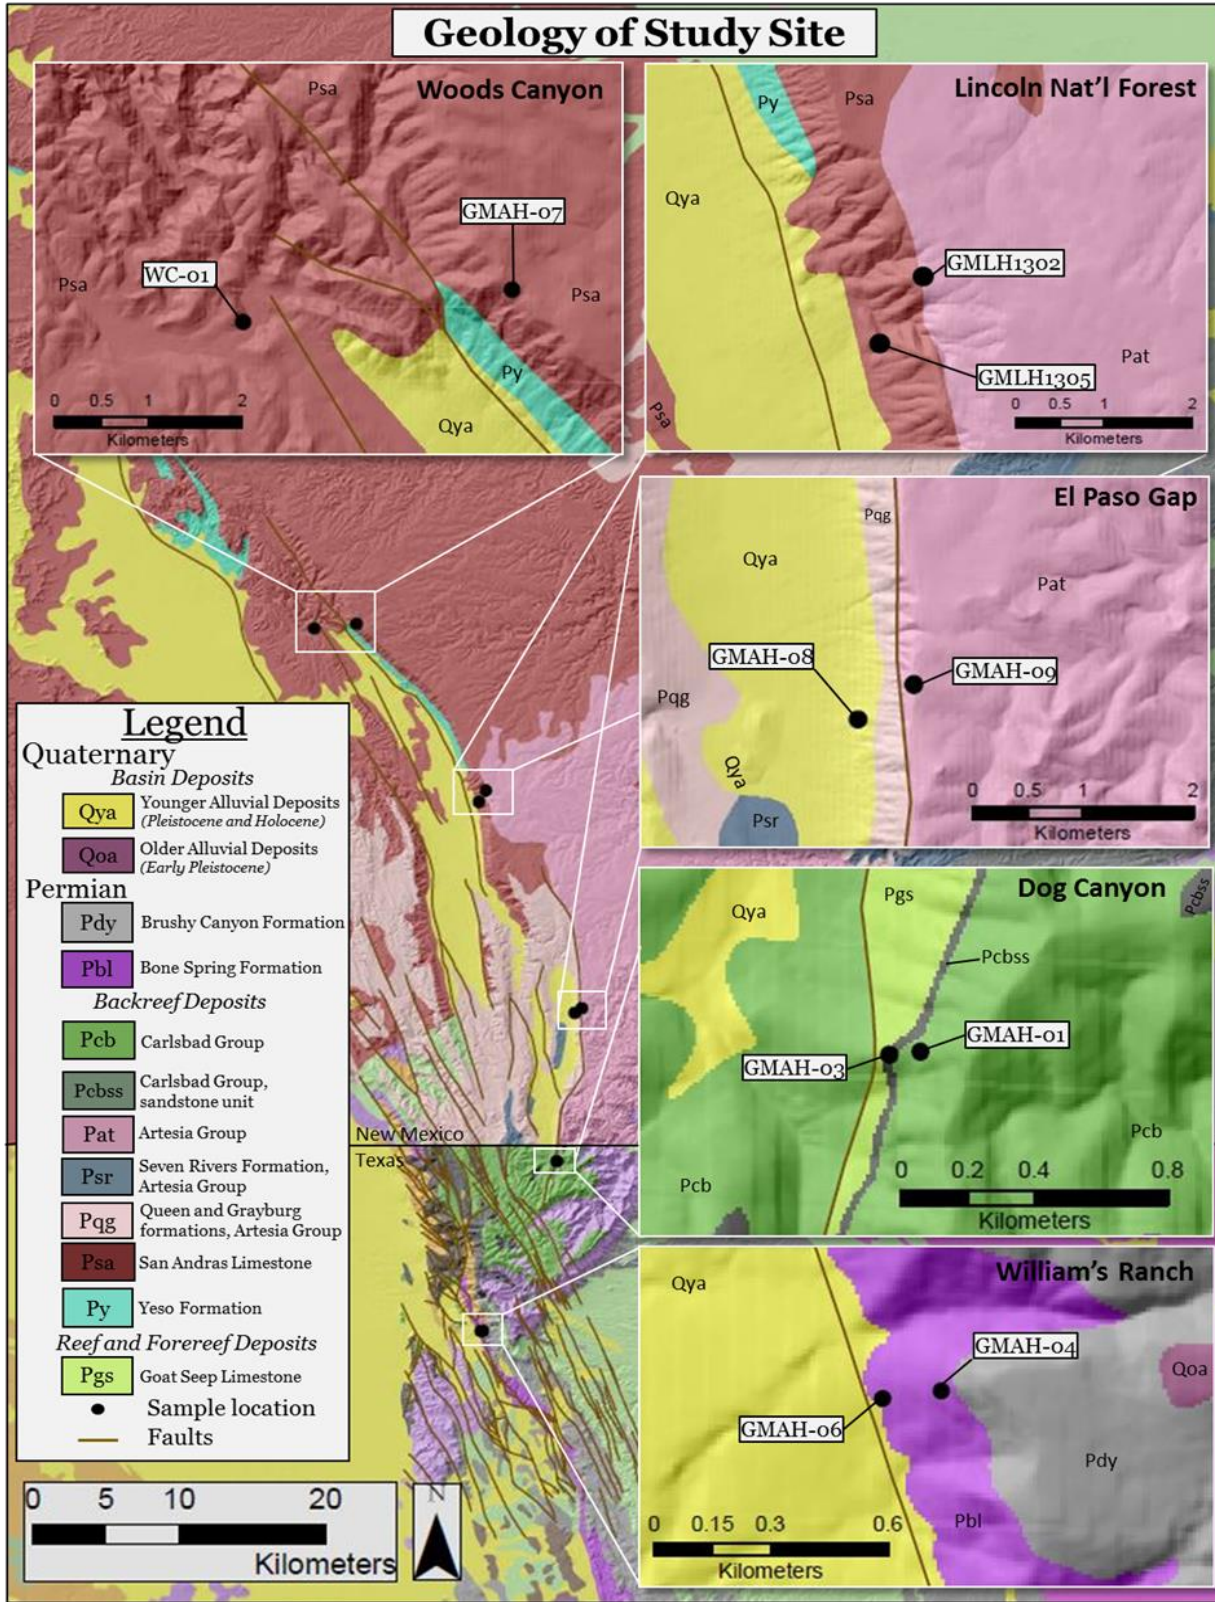 Geology of Study Site
Woods Canyon
Psa
GMAH-07
WC-01
Psa
Psa
Py
Qya
0 0.5 1 2
Kilometers
Lincoln Nat'l Forest
Py
Psa
Qya
GMLH1302
GMLH1305
Pat
Psa
0 0.5 1 2
Kilometers
El Paso Gap
Pqg
Qya
Pat
GMAH-08
GMAH-09
Pqg
Qya
Psr
0 0.5 1 2
Kilometers
Dog Canyon
Pgs
Qya
Pcbss
Pcbss
GMAH-01
GMAH-03
Pcb
Pcb
0 0.2 0.4 0.8
Kilometers
William's Ranch
Qya
GMAH-04
Qoa
GMAH-06
Pdy
Pbl
0 0.15 0.3 0.6
Kilometers
New Mexico
Texas
Legend
Quaternary
Basin Deposits
Qya Younger Alluvial Deposits
(Pleistocene and Holocene)
Qoa Older Alluvial Deposits
(Early Pleistocene)
Permian
Pdy Brushy Canyon Formation
Pbl Bone Spring Formation
Backreef Deposits
Pcb Carlsbad Group
Pcbss Carlsbad Group,
sandstone unit
Pat Artesia Group
Psr Seven Rivers Formation,
Artesia Group
Pqg Queen and Grayburg
formations, Artesia Group
Psa San Andras Limestone
Py Yeso Formation
Reef and Forereef Deposits
Pgs Goat Seep Limestone
Sample location
Faults
0 5 10 20
Kilometers
N